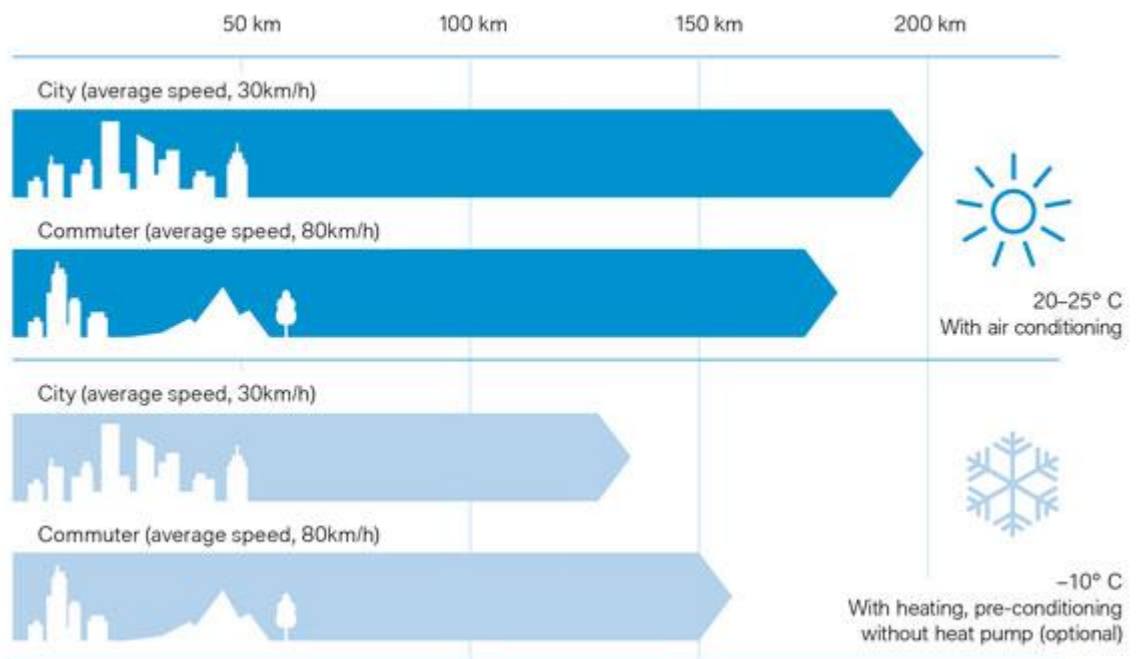 50 km 100 km 150 km 200 km
City (average speed, 30km/h)
Commuter (average speed, 80km/h)
20–25° C
With air conditioning
City (average speed, 30km/h)
Commuter (average speed, 80km/h)
–10° C
With heating, pre-conditioning
without heat pump (optional)